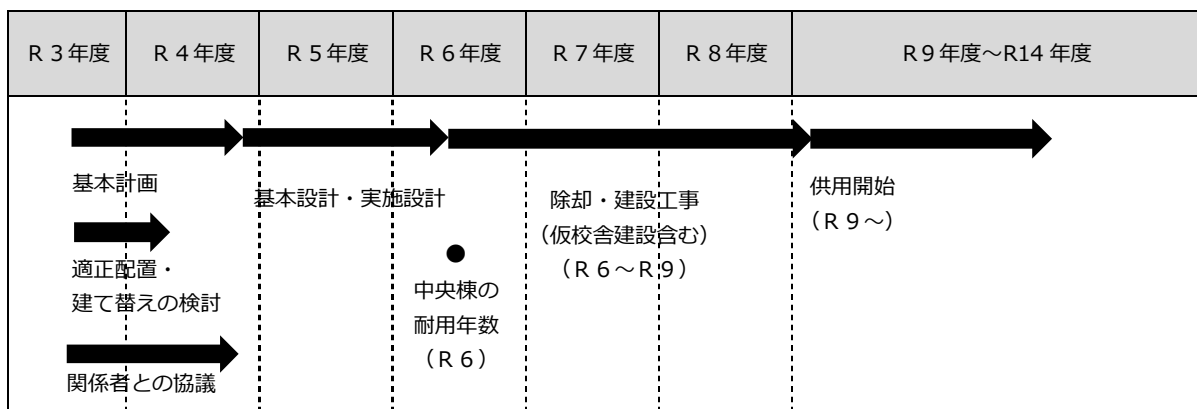 R3年度
R4年度
R5年度
R6年度
R7年度
R8年度
R9年度～R14年度
基本計画
基本設計・実施設計
除却・建設工事
（仮校舎建設含む）
（R6～R9）
供用開始
（R9～）
適正配置・
建て替えの検討
中央棟の
耐用年数
（R6）
関係者との協議